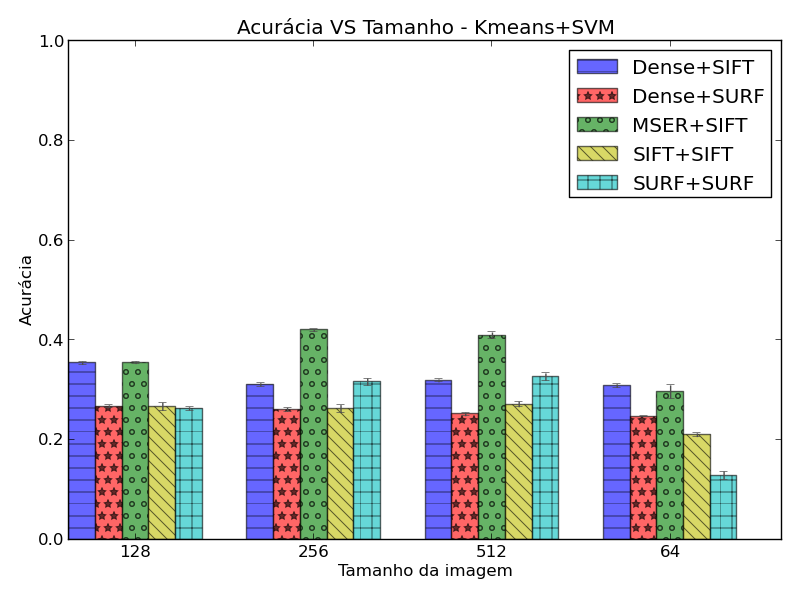 Acurácia VS Tamanho - Kmeans+SVM
1.0
0.8
0.6
0.4
0.2
0.0
Acurácia
Dense+SIFT
Dense+SURF
MSER+SIFT
SIFT+SIFT
SURF+SURF
128 256 512 64
Tamanho da imagem